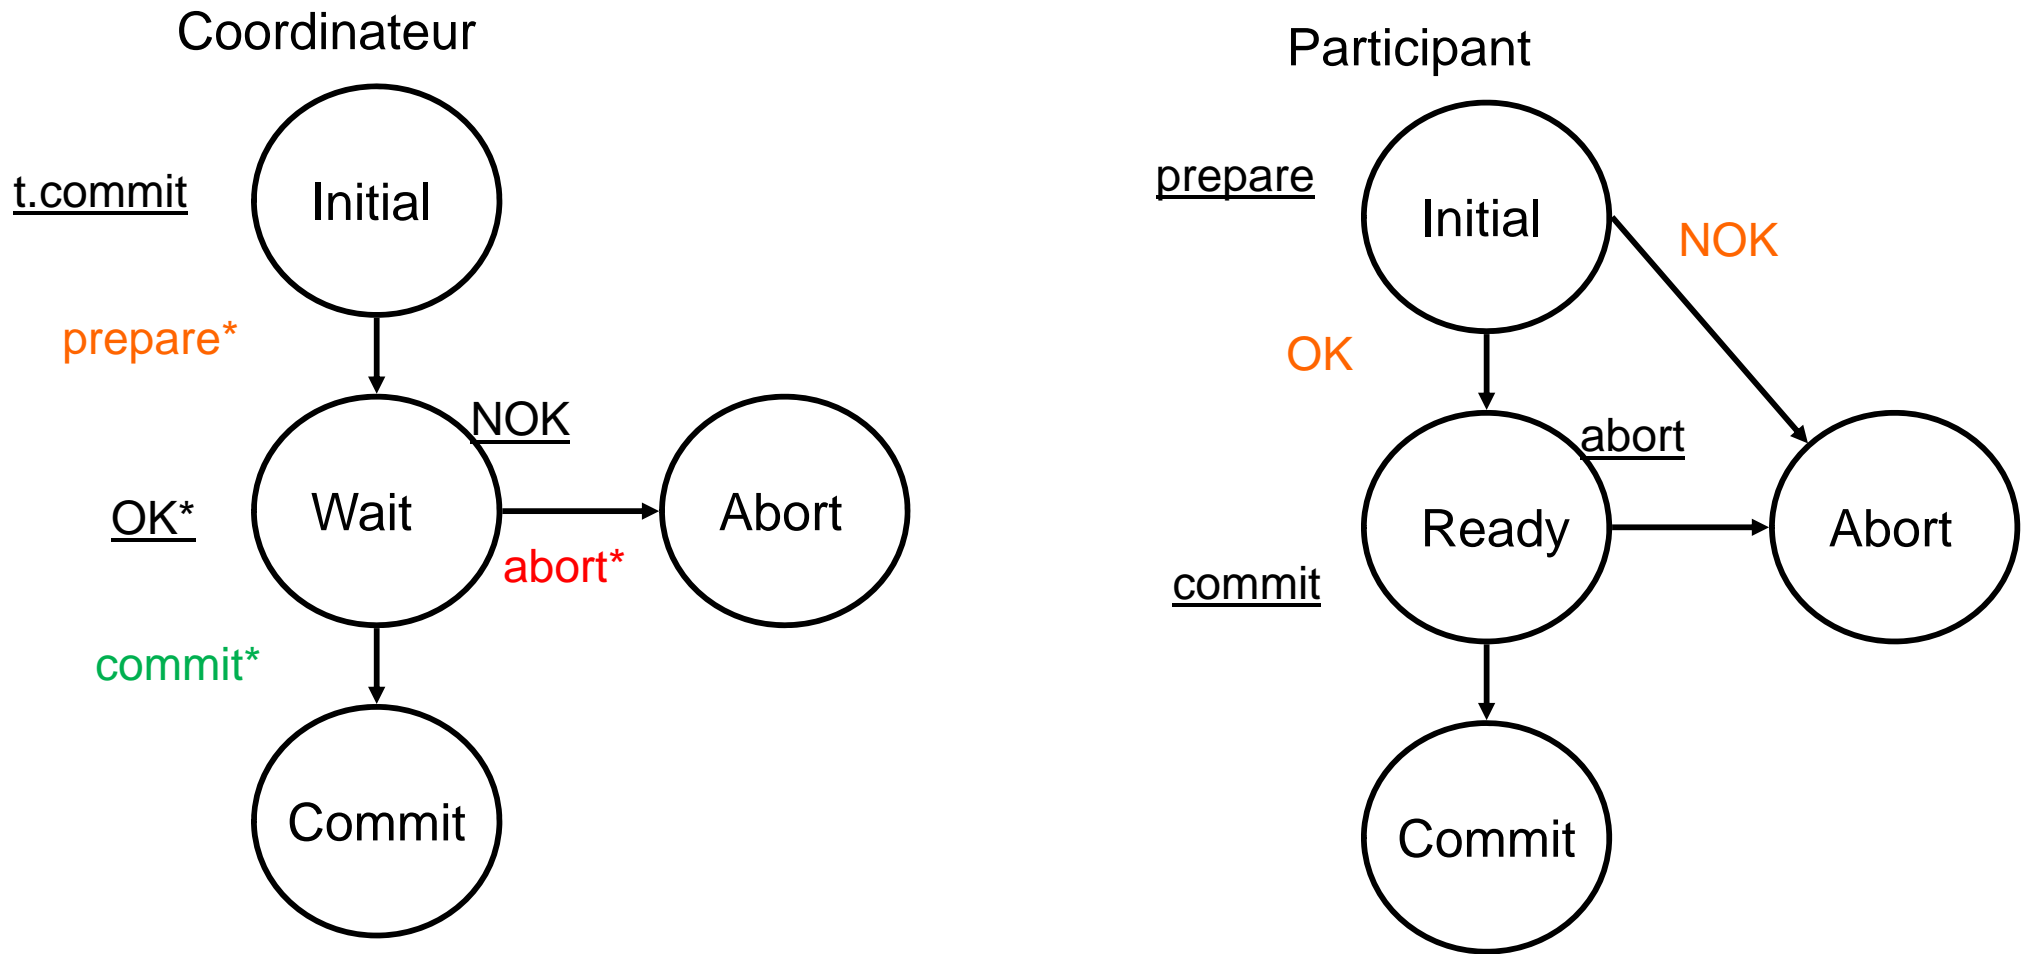 Coordinateur
t.commit
Initial
prepare*
NOK
OK*
Wait
Abort
abort*
commit*
Commit
Participant
prepare
Initial
NOK
OK
abort
Ready
Abort
commit
Commit